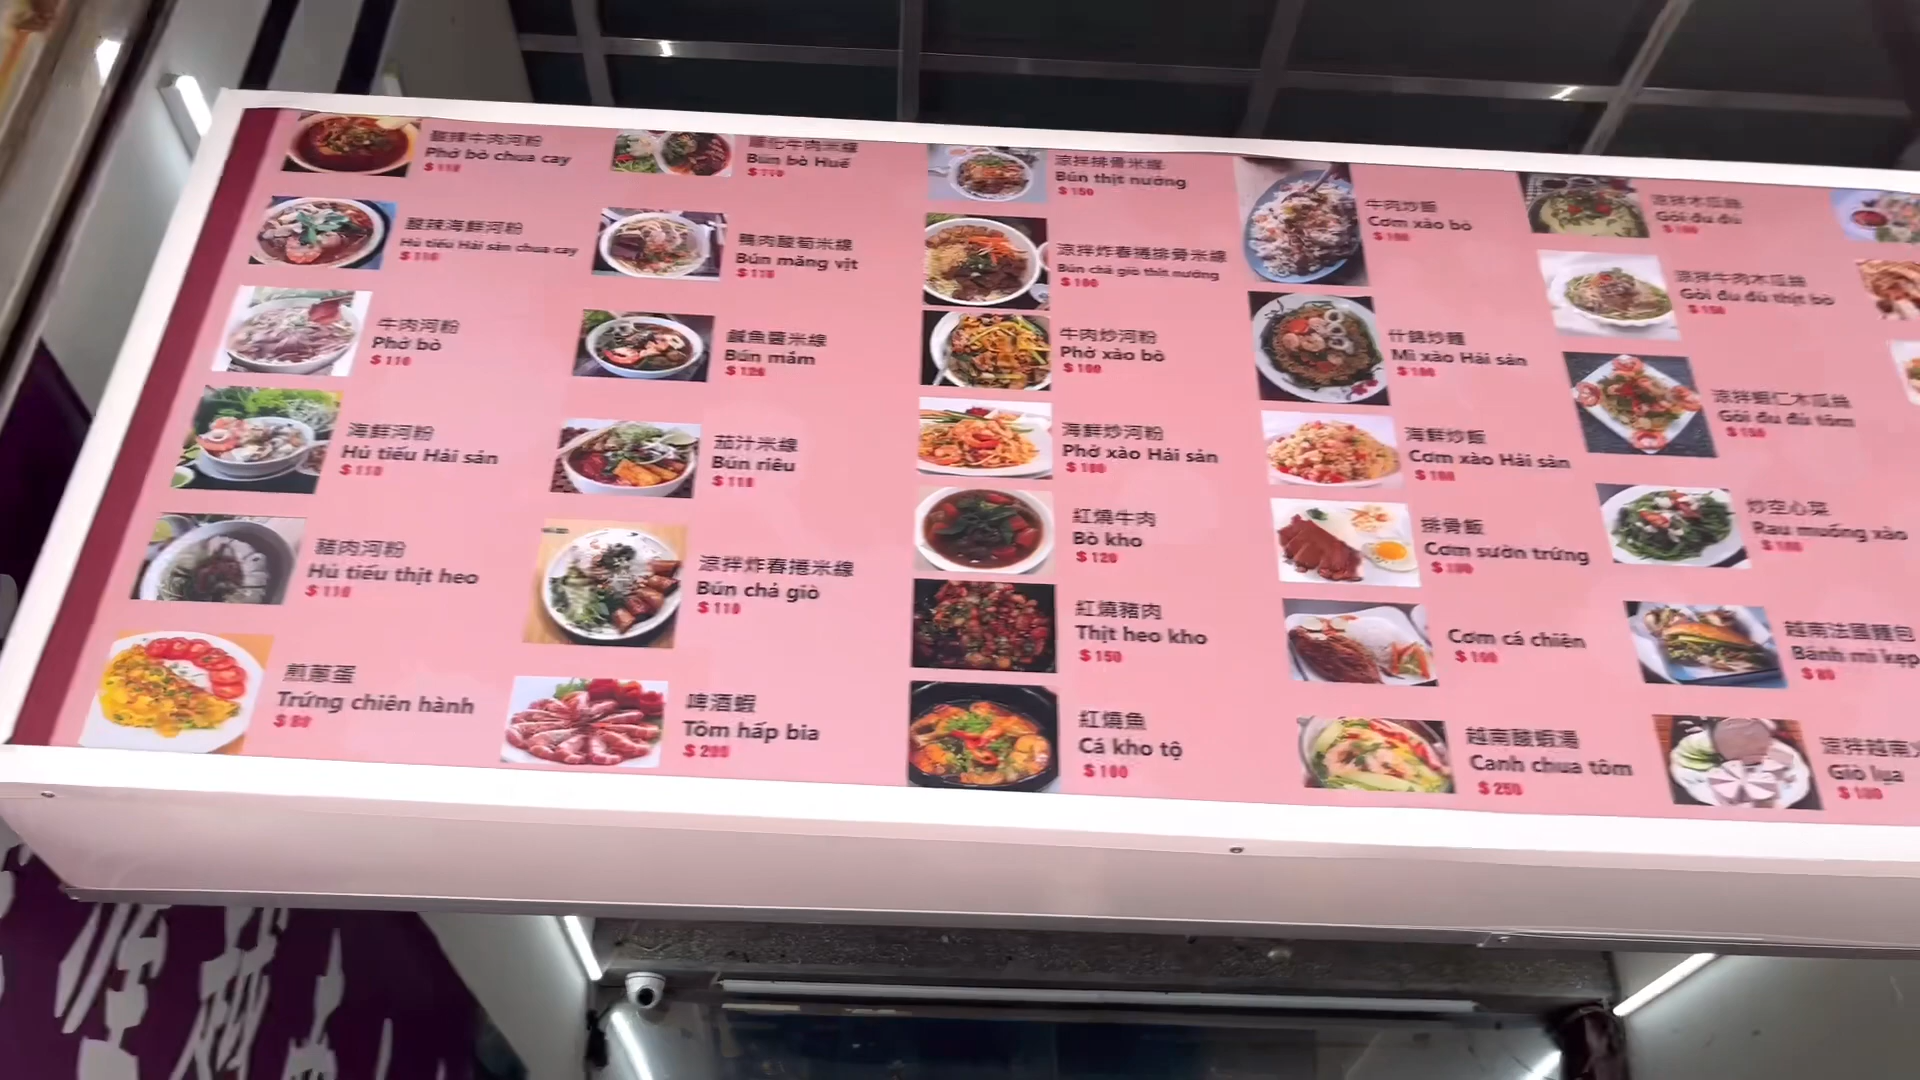 酸辣牛肉河粉
Phở bò chua cay
$110
酸辣海鮮河粉
Hủ tiếu Hải sản chua cay
$110
牛肉河粉
Phở bò
$110
海鮮河粉
Hủ tiếu Hải sản
$110
豬肉河粉
Hủ tiếu thịt heo
$110
煎蔥蛋
Trứng chiên hành
$80
順化牛肉米線
Bún bò Huế
$110
鴨肉酸筍米線
Bún măng vịt
$110
鹹魚醬米線
Bún mắm
$120
茄汁米線
Bún riêu
$110
涼拌炸春捲米線
Bún chả giò
$110
啤酒蝦
Tôm hấp bia
$200
涼拌排骨米線
Bún thịt nướng
$150
涼拌炸春捲排骨米線
Bún chả giò thịt nướng
牛肉炒河粉
Phở xào bò
$100
海鮮炒河粉
Phở xào Hải sản
$100
紅燒牛肉
Bò kho
$120
紅燒豬肉
Thịt heo kho
$150
紅燒魚
Cá kho tộ
$100
牛肉炒飯
Cơm xào bò
$100
什錦炒麵
Mì xào Hải sản
$100
海鮮炒飯
Cơm xào Hải sản
$100
排骨飯
Cơm sườn trứng
$100
Cơm cá chiên
$100
越南酸蝦湯
Canh chua tôm
$250
涼拌木瓜絲
Gỏi đu đủ
$100
涼拌牛肉木瓜絲
Gỏi đu đủ thịt bò
$150
涼拌蝦仁木瓜絲
Gỏi đu đủ tôm
$150
炒空心菜
Rau muống xào
$100
越南法國麵包
Bánh mì kẹp
$80
涼拌越南
Giò lụa
$100